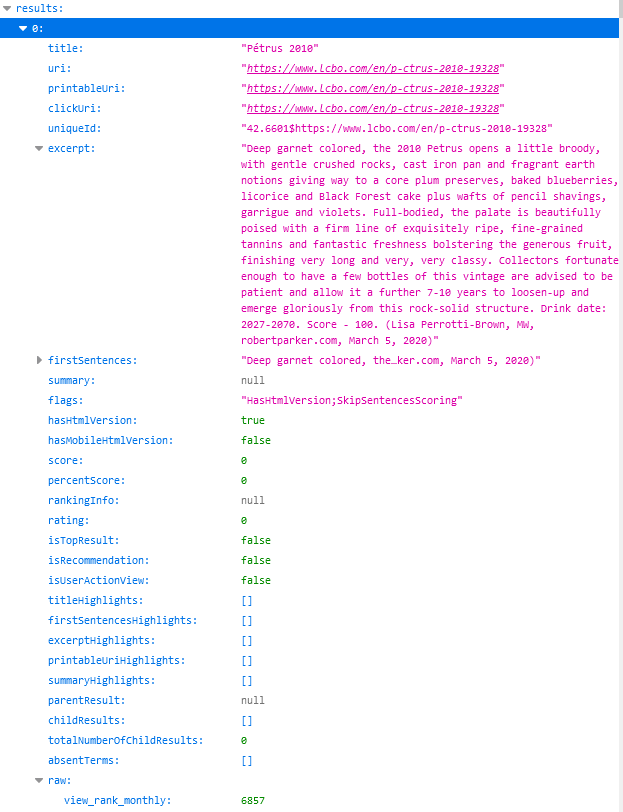 results:
0:
title: "Pétrus 2010"
uri: "https://www.lcbo.com/en/p-ctrus-2010-19328"
printableUri: "https://www.lcbo.com/en/p-ctrus-2010-19328"
clickUri: "https://www.lcbo.com/en/p-ctrus-2010-19328"
uniqueId: "42.6601$https://www.lcbo.com/en/p-ctrus-2010-19328"
excerpt: "Deep garnet colored, the 2010 Petrus opens a little broody,
with gentle crushed rocks, cast iron pan and fragrant earth
notions giving way to a core plum preserves, baked blueberries,
licorice and Black Forest cake plus wafts of pencil shavings,
garrigue and violets. Full-bodied, the palate is beautifully
poised with a firm line of exquisitely ripe, fine-grained
tannins and fantastic freshness bolstering the generous fruit,
finishing very long and very, very classy. Collectors fortunate
enough to have a few bottles of this vintage are advised to be
patient and allow it a further 7-10 years to loosen-up and
emerge gloriously from this rock-solid structure. Drink date:
2027-2070. Score - 100. (Lisa Perrotti-Brown, MW,
robertparker.com, March 5, 2020)"
firstSentences: "Deep garnet colored, the…ker.com, March 5, 2020)"
summary: null
flags: "HasHtmlVersion;SkipSentencesScoring"
hasHtmlVersion: true
hasMobileHtmlVersion: false
score: 0
percentScore: 0
rankingInfo: null
rating: 0
isTopResult: false
isRecommendation: false
isUserActionView: false
titleHighlights: []
firstSentencesHighlights: []
excerptHighlights: []
printableUriHighlights: []
summaryHighlights: []
parentResult: null
childResults: []
totalNumberOfChildResults: 0
absentTerms: []
raw:
view_rank_monthly: 6857